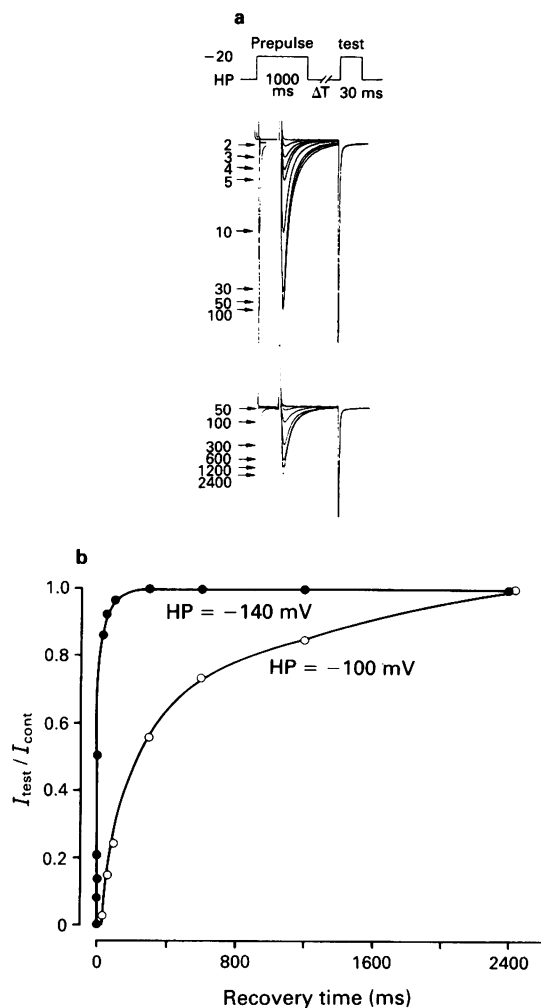 a
Prepulse test
−20
HP 1000 ms ΔT 30 ms
2
3
4
5
10
30
50
100
50
100
300
600
1200
2400
b
1.0
HP = −140 mV
HP = −100 mV
0.8
0.6
0.4
0.2
0
I_test / I_cont
0 800 1600 2400
Recovery time (ms)